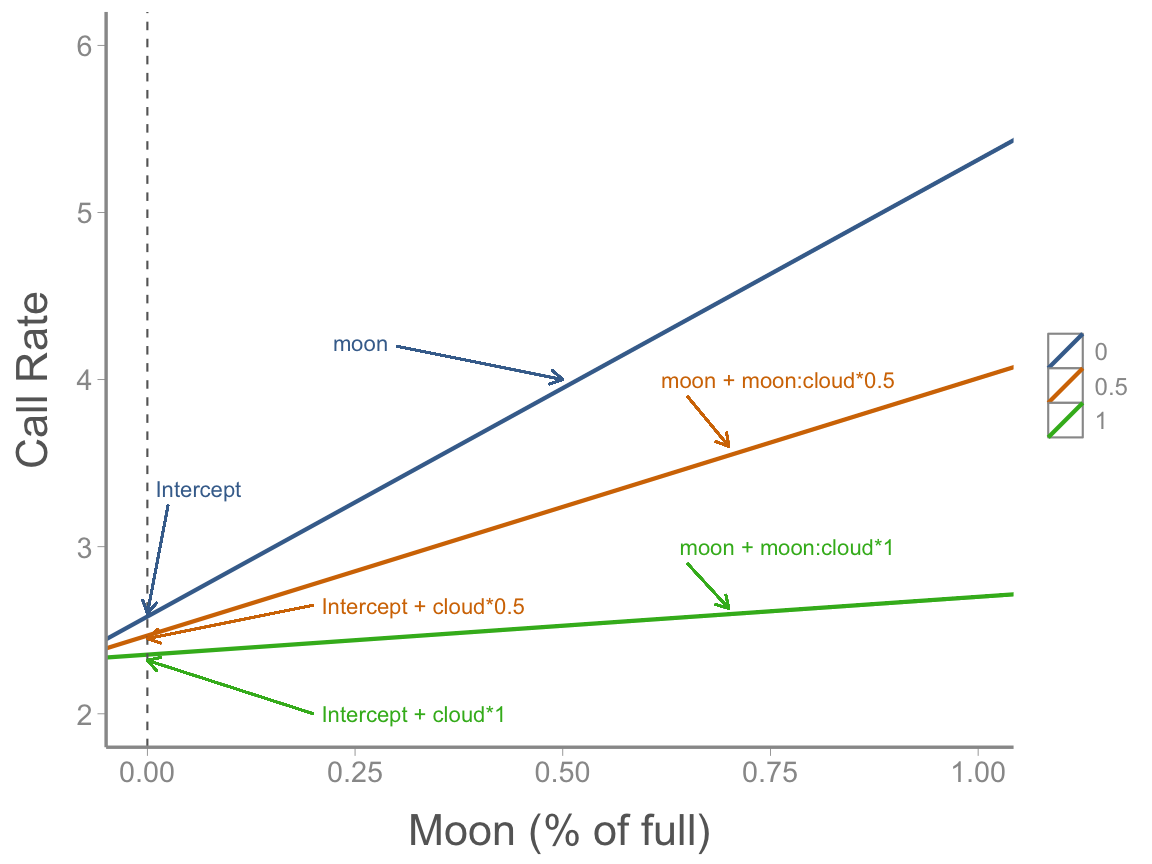 6
5
4
3
2
Call Rate
moon
moon + moon:cloud*0.5
Intercept
moon + moon:cloud*1
Intercept + cloud*0.5
Intercept + cloud*1
0
0.5
1
0.00 0.25 0.50 0.75 1.00
Moon (% of full)